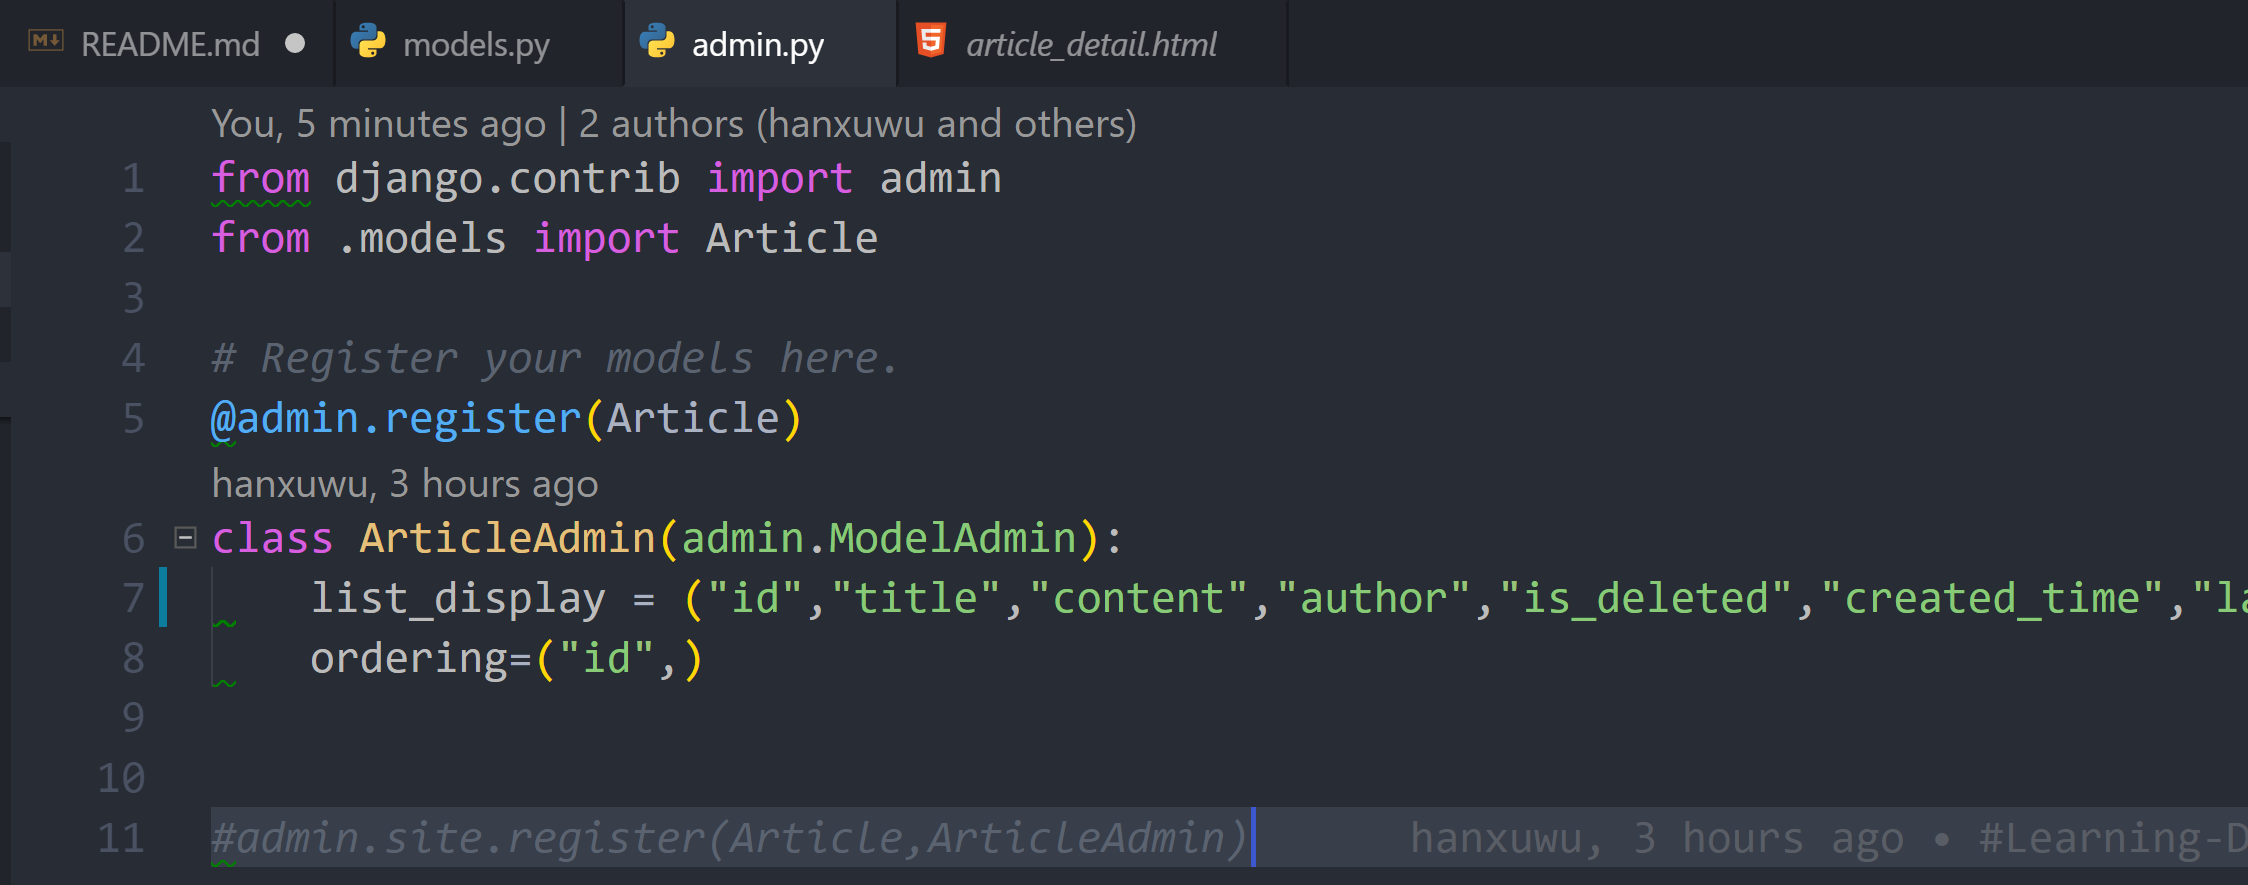 README.md models.py admin.py article_detail.html
You, 5 minutes ago | 2 authors (hanxuwu and others)
1 from django.contrib import admin
2 from .models import Article
3
4 # Register your models here.
5 @admin.register(Article)
hanxuwu, 3 hours ago
6 class ArticleAdmin(admin.ModelAdmin):
7 list_display = ("id","title","content","author","is_deleted","created_time","la
8 ordering=("id",)
9
10
11 #admin.site.register(Article,ArticleAdmin) hanxuwu, 3 hours ago • #Learning-D